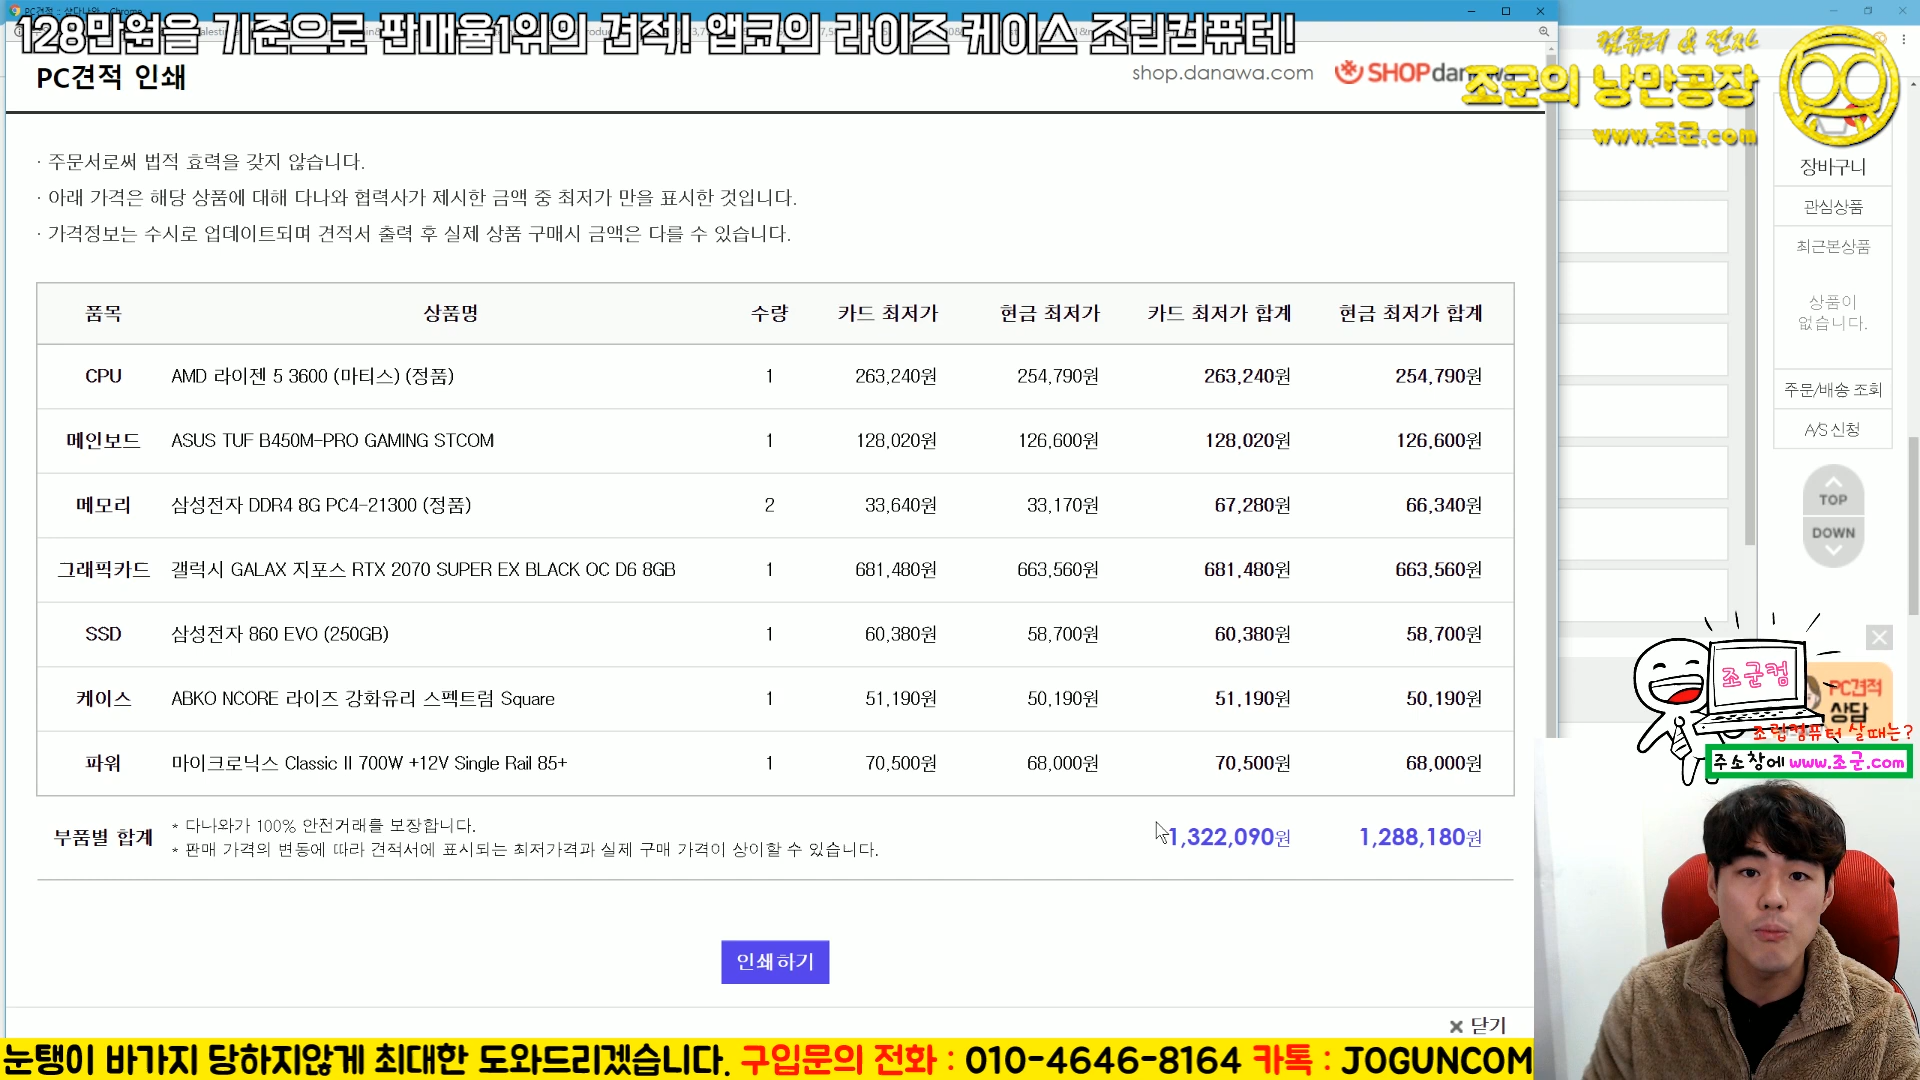 128만원을 기준으로 판매율1위의 견적! 앱코의 라이즈 케이스 조립컴퓨터!
PC견적 인쇄
shop.danawa.com
SHOPdanawa
컴퓨터 & 전자
조군의 낭만공장
www.조군.com
· 주문서로써 법적 효력을 갖지 않습니다.
· 아래 가격은 해당 상품에 대해 다나와 협력사가 제시한 금액 중 최저가 만을 표시한 것입니다.
· 가격정보는 수시로 업데이트되며 견적서 출력 후 실제 상품 구매시 금액은 다를 수 있습니다.
품목 상품명 수량 카드 최저가 현금 최저가 카드 최저가 합계 현금 최저가 합계
CPU AMD 라이젠 5 3600 (마티스) (정품) 1 263,240원 254,790원 263,240원 254,790원
메인보드 ASUS TUF B450M-PRO GAMING STCOM 1 128,020원 126,600원 128,020원 126,600원
메모리 삼성전자 DDR4 8G PC4-21300 (정품) 2 33,640원 33,170원 67,280원 66,340원
그래픽카드 갤럭시 GALAX 지포스 RTX 2070 SUPER EX BLACK OC D6 8GB 1 681,480원 663,560원 681,480원 663,560원
SSD 삼성전자 860 EVO (250GB) 1 60,380원 58,700원 60,380원 58,700원
케이스 ABKO NCORE 라이즈 강화유리 스펙트럼 Square 1 51,190원 50,190원 51,190원 50,190원
파워 마이크로닉스 Classic II 700W +12V Single Rail 85+ 1 70,500원 68,000원 70,500원 68,000원
부품별 합계
* 다나와가 100% 안전거래를 보장합니다.
* 판매 가격의 변동에 따라 견적서에 표시되는 최저가격과 실제 구매 가격이 상이할 수 있습니다.
1,322,090원 1,288,180원
인쇄하기
닫기
장바구니
관심상품
최근본상품
상품이
없습니다.
주문/배송 조회
A/S 신청
TOP
DOWN
조군컴
PC견적
상담
조립컴퓨터 살때는?
주소창에 www.조군.com
눈탱이 바가지 당하지않게 최대한 도와드리겠습니다. 구입문의 전화 : 010-4646-8164 카톡 : JOGUNCOM